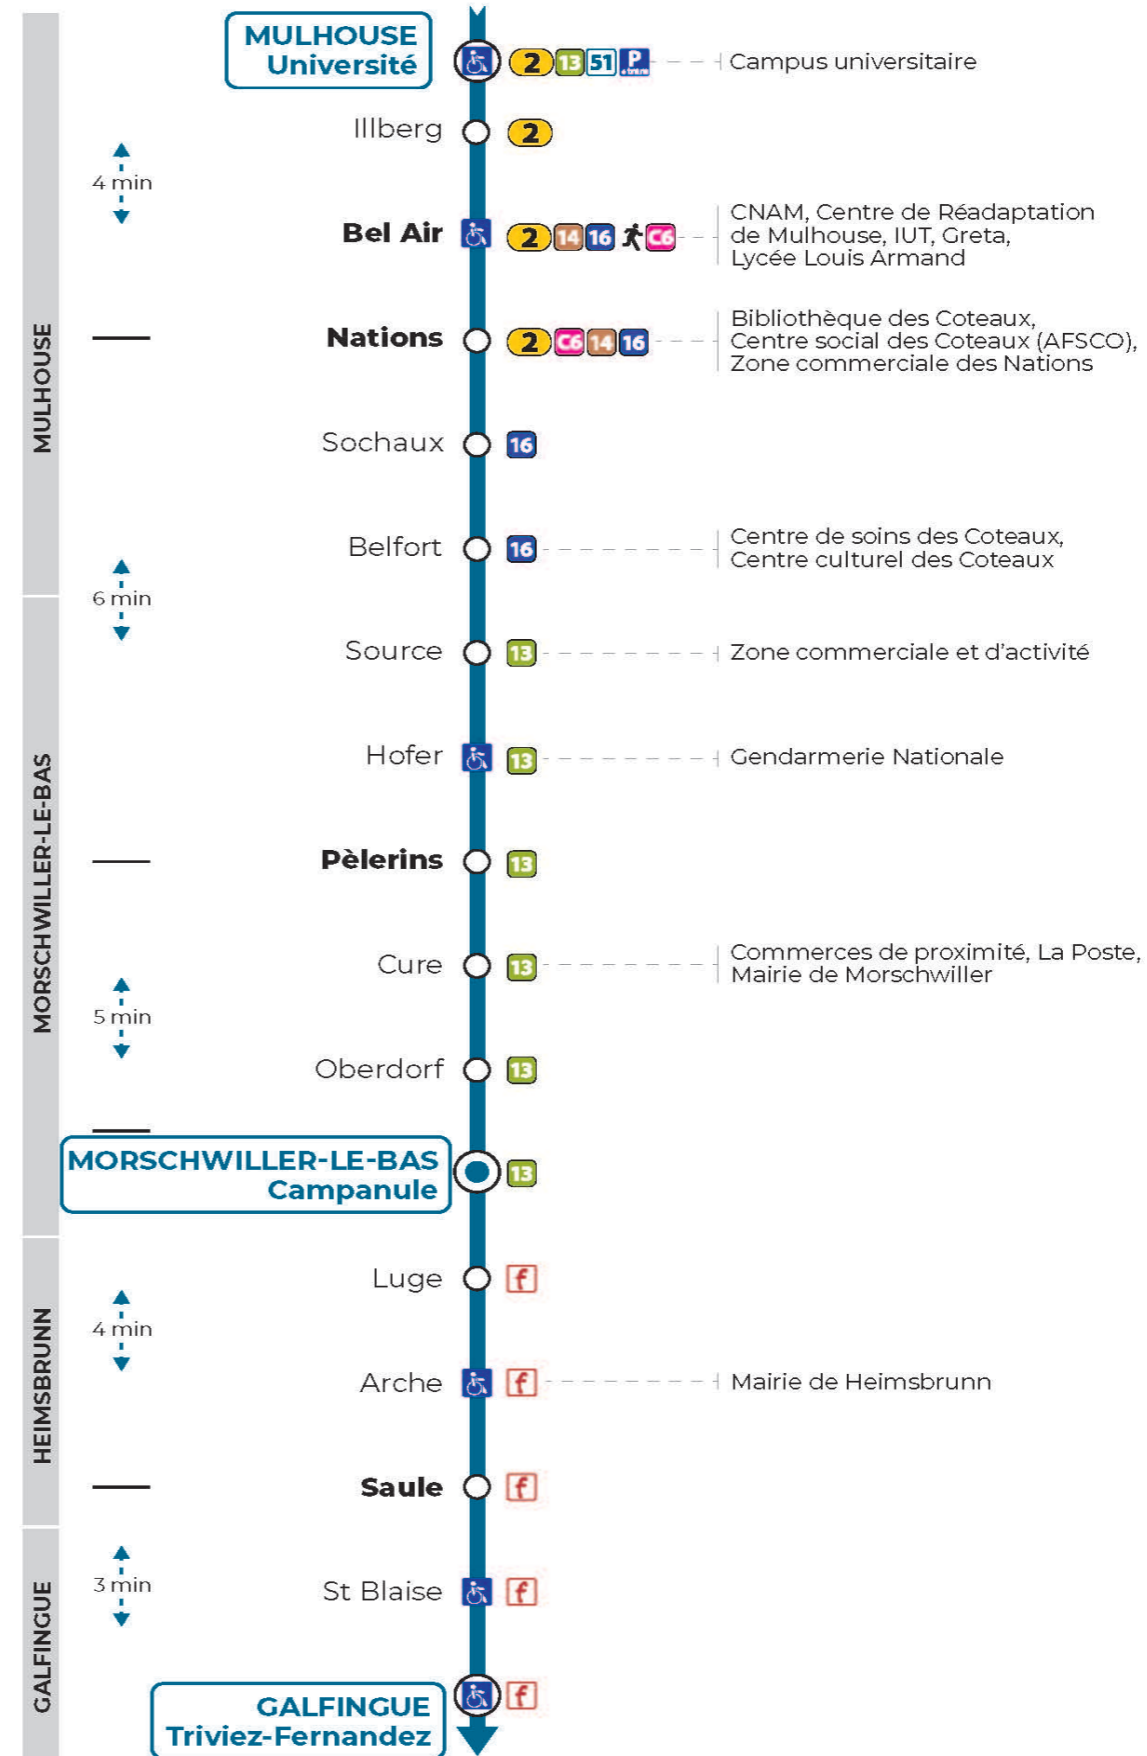 MULHOUSE
Université
2 13 51 P
Campus universitaire
Illberg
2
4 min
Bel Air
2 14 16 C6
CNAM, Centre de Réadaptation
de Mulhouse, IUT, Greta,
Lycée Louis Armand
MULHOUSE
Nations
2 C6 14 16
Bibliothèque des Coteaux,
Centre social des Coteaux (AFSCO),
Zone commerciale des Nations
Sochaux
16
Belfort
16
Centre de soins des Coteaux,
Centre culturel des Coteaux
6 min
Source
13
Zone commerciale et d'activité
Hofer
13
Gendarmerie Nationale
MORSCHWILLER-LE-BAS
Pèlerins
13
Cure
13
Commerces de proximité, La Poste,
Mairie de Morschwiller
5 min
Oberdorf
13
MORSCHWILLER-LE-BAS
Campanule
13
Luge
f
4 min
HEIMSBRUNN
Arche
f
Mairie de Heimsbrunn
Saule
f
3 min
St Blaise
f
GALFINGUE
GALFINGUE
Triviez-Fernandez
f